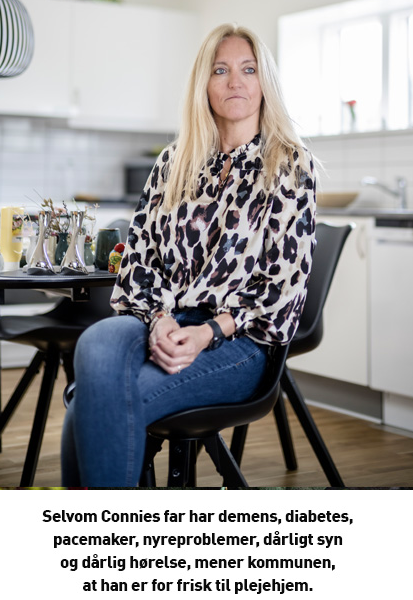 Selvom Connies far har demens, diabetes,
pacemaker, nyreproblemer, dårligt syn
og dårlig hørelse, mener kommunen,
at han er for frisk til plejehjem.